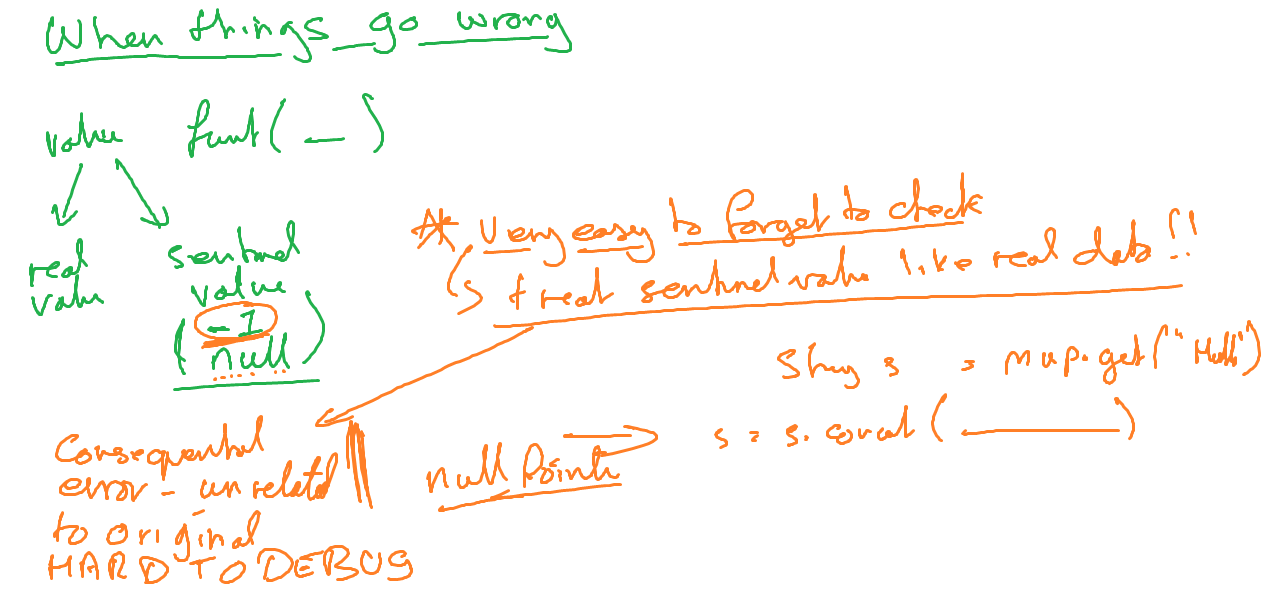 When things go wrong
value funt( _ )
real
value
sentinel
value
( -1
null )
* Very easy to forget to check
& treat sentinel value like real data!!
String s = map.get("Hello")
s = s.concat( ___ )
null Pointer
Consequential
error - unrelated
to original
HARD TO DEBUG